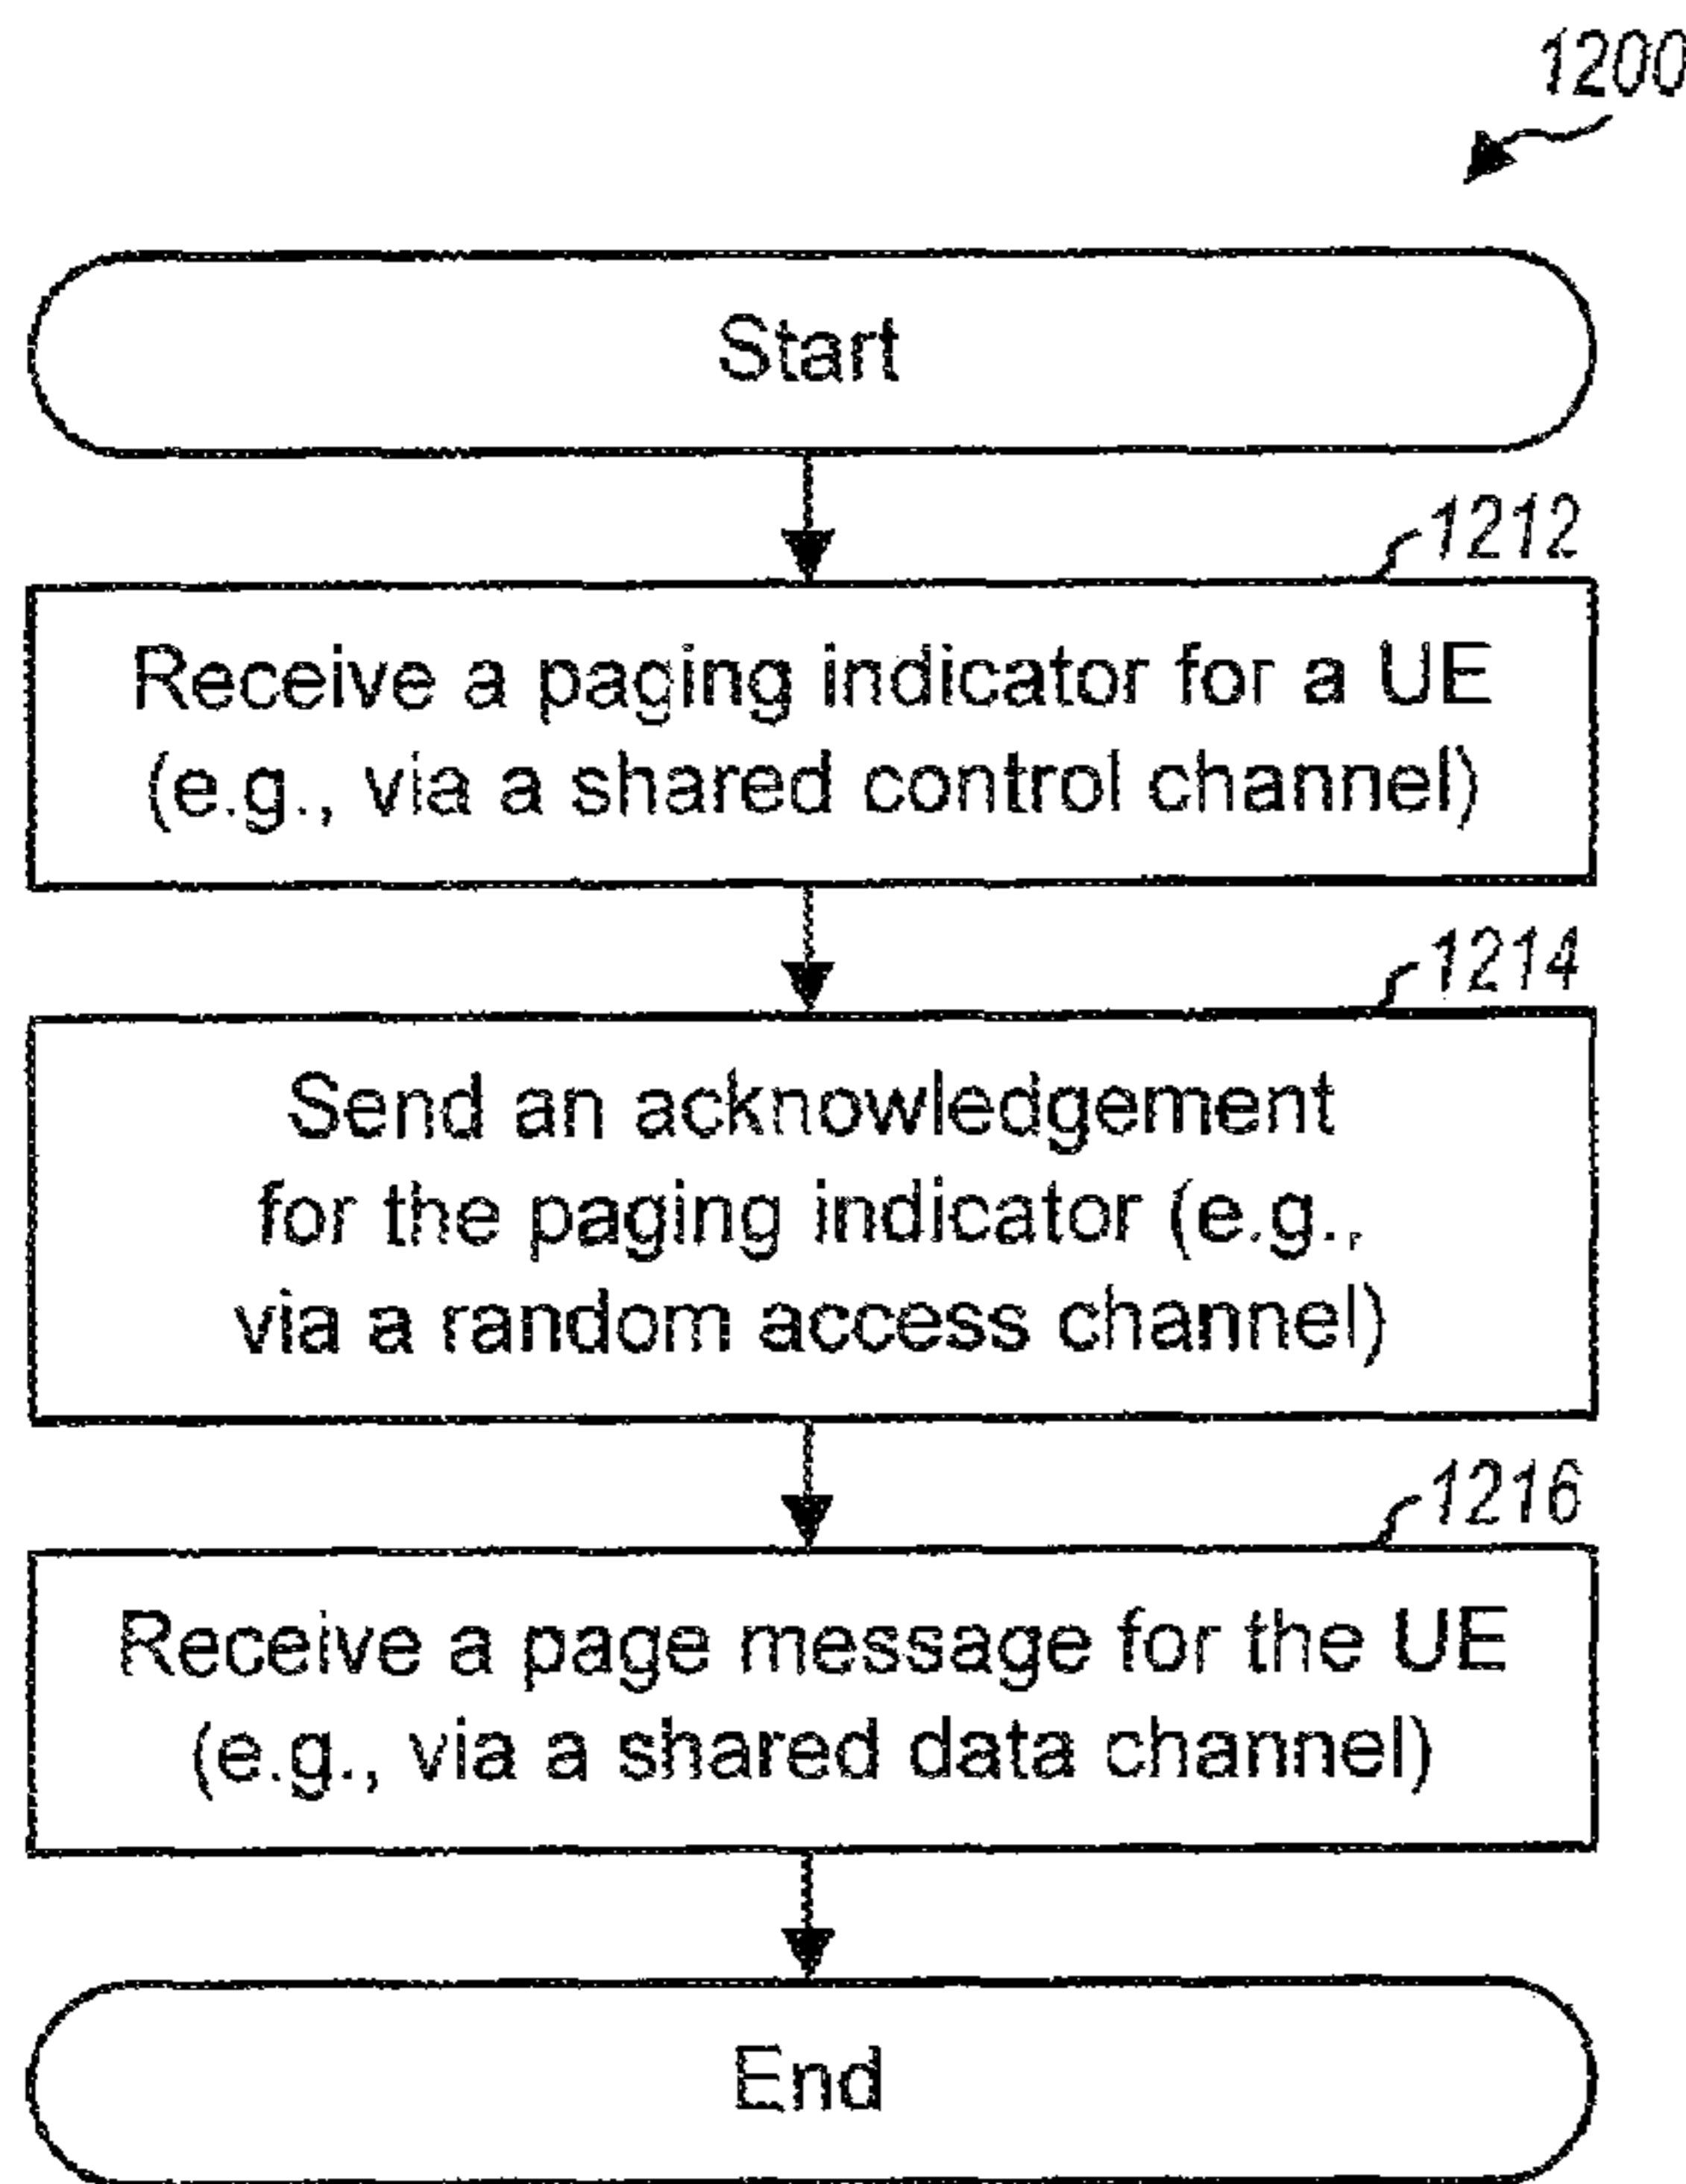 1200
Start
1212
Receive a paging indicator for a UE
(e.g., via a shared control channel)
1214
Send an acknowledgement
for the paging indicator (e.g.,
via a random access channel)
1216
Receive a page message for the UE
(e.g., via a shared data channel)
End